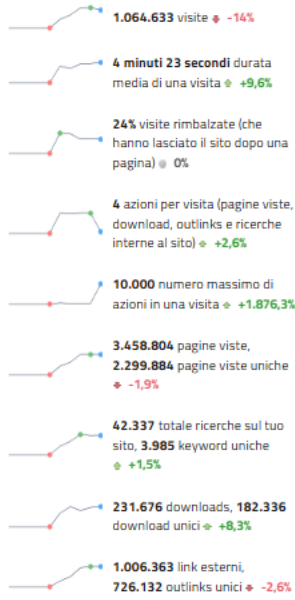 1.064.633 visite -14%
4 minuti 23 secondi durata
media di una visita +9,6%
24% visite rimbalzate (che
hanno lasciato il sito dopo una
pagina) 0%
4 azioni per visita (pagine viste,
download, outlinks e ricerche
interne al sito) +2,6%
10.000 numero massimo di
azioni in una visita +1.876,3%
3.458.804 pagine viste,
2.299.884 pagine viste uniche
-1,9%
42.337 totale ricerche sul tuo
sito, 3.985 keyword uniche
+1,5%
231.676 downloads, 182.336
download unici +8,3%
1.006.363 link esterni,
726.132 outlinks unici -2,6%